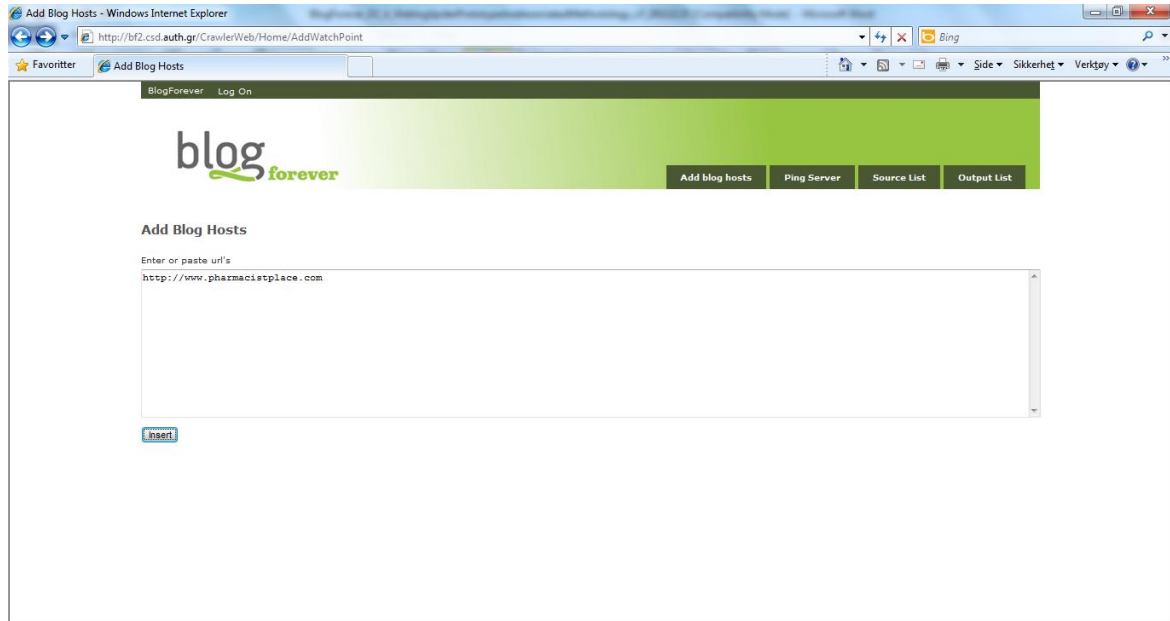 Add Blog Hosts - Windows Internet Explorer
http://bf2.csd.auth.gr/CrawlerWeb/Home/AddWatchPoint
Bing
Favoritter
Add Blog Hosts
Side
Sikkerhet
Verktøy
BlogForever Log On
blog
forever
Add blog hosts
Ping Server
Source List
Output List
Add Blog Hosts
Enter or paste url's
http://www.pharmacistplace.com
Insert